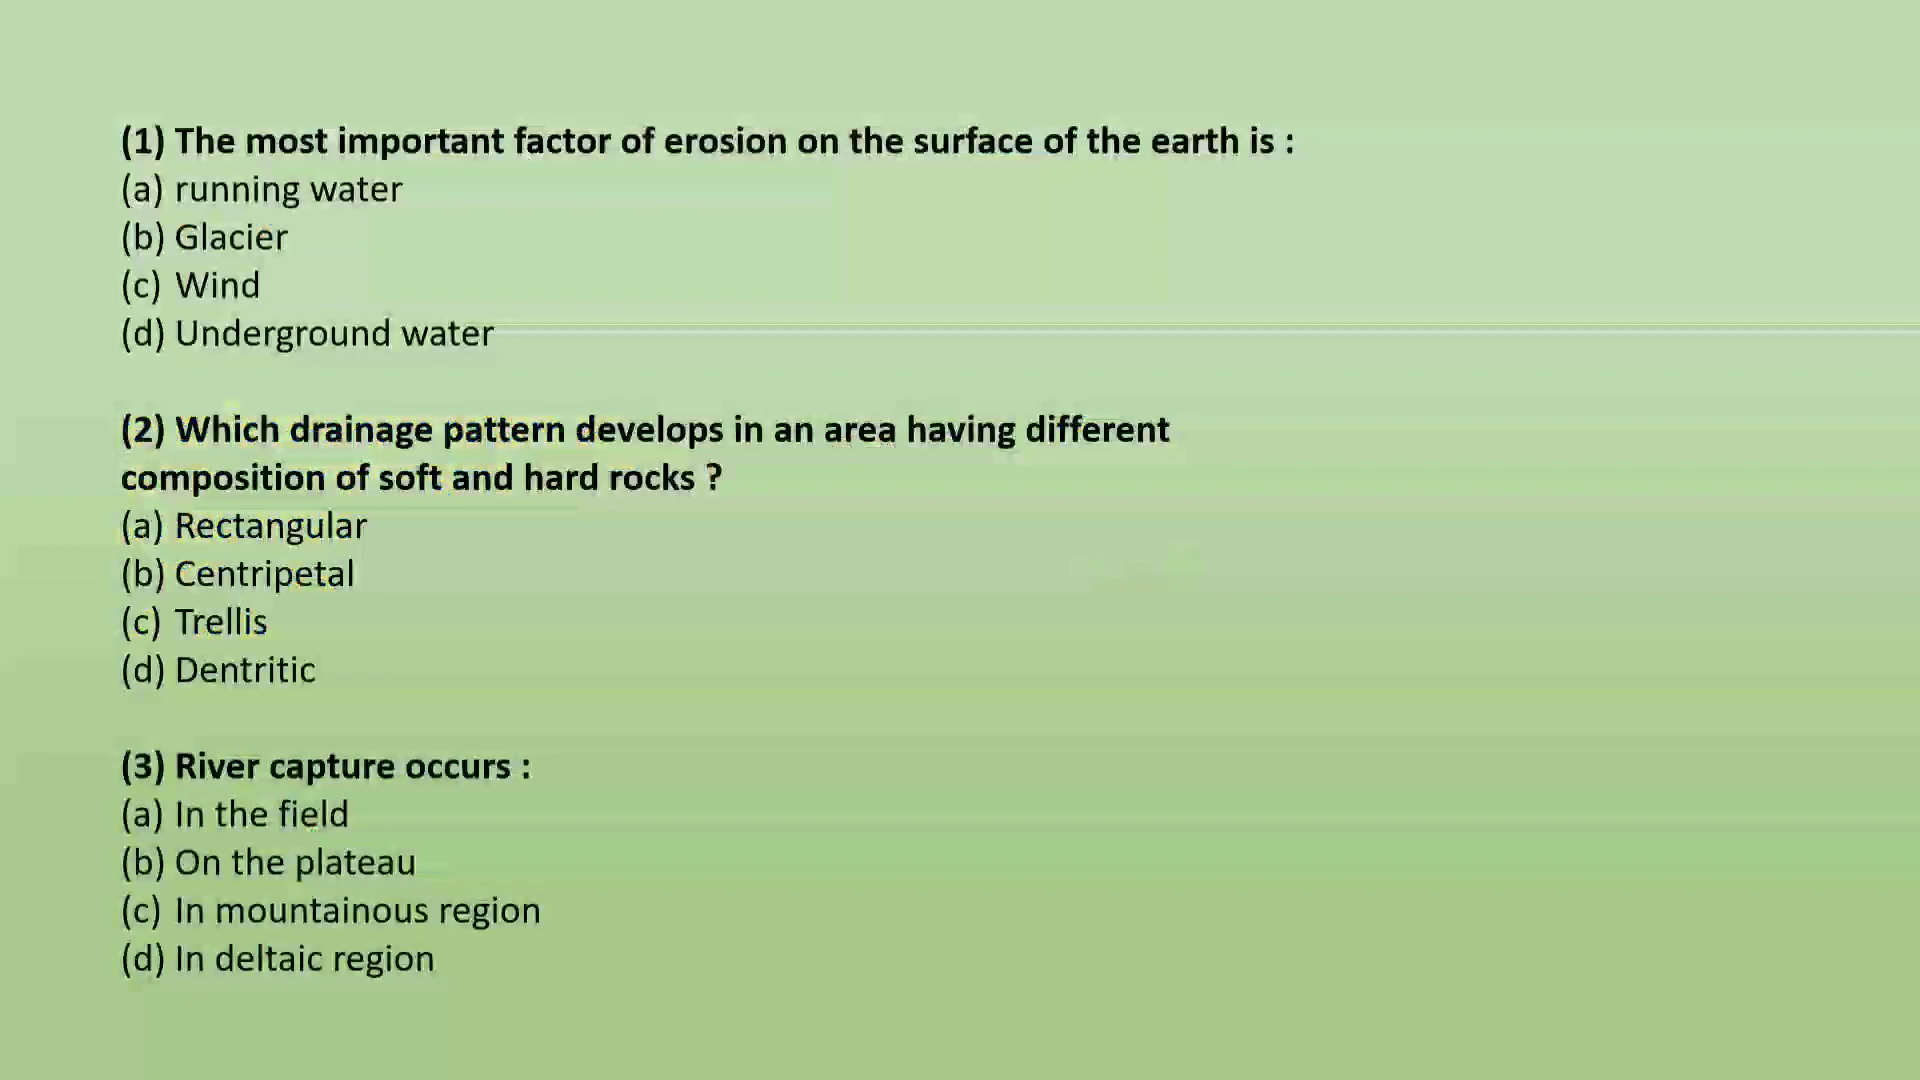 (1) The most important factor of erosion on the surface of the earth is :
(a) running water
(b) Glacier
(c) Wind
(d) Underground water
(2) Which drainage pattern develops in an area having different
composition of soft and hard rocks ?
(a) Rectangular
(b) Centripetal
(c) Trellis
(d) Dentritic
(3) River capture occurs :
(a) In the field
(b) On the plateau
(c) In mountainous region
(d) In deltaic region